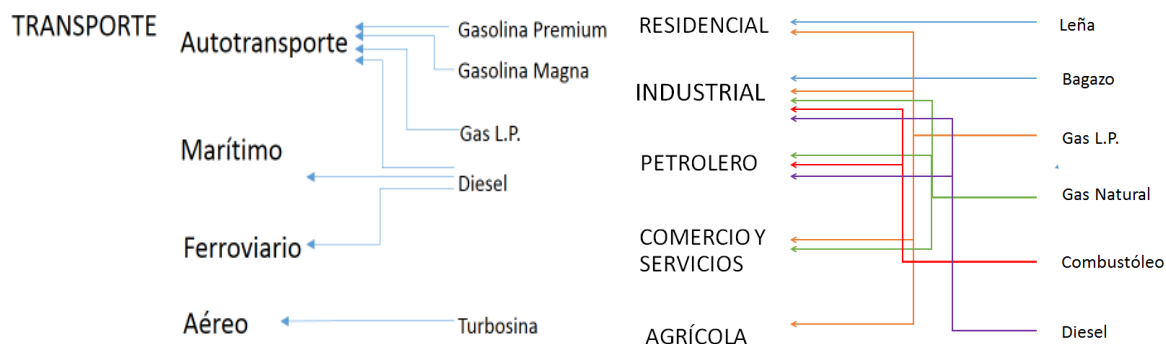 TRANSPORTE
Autotransporte
Gasolina Premium
Gasolina Magna
Gas L.P.
Marítimo
Diesel
Ferroviario
Aéreo
Turbosina
RESIDENCIAL
Leña
INDUSTRIAL
Bagazo
Gas L.P.
PETROLERO
Gas Natural
COMERCIO Y
SERVICIOS
Combustóleo
AGRÍCOLA
Diesel